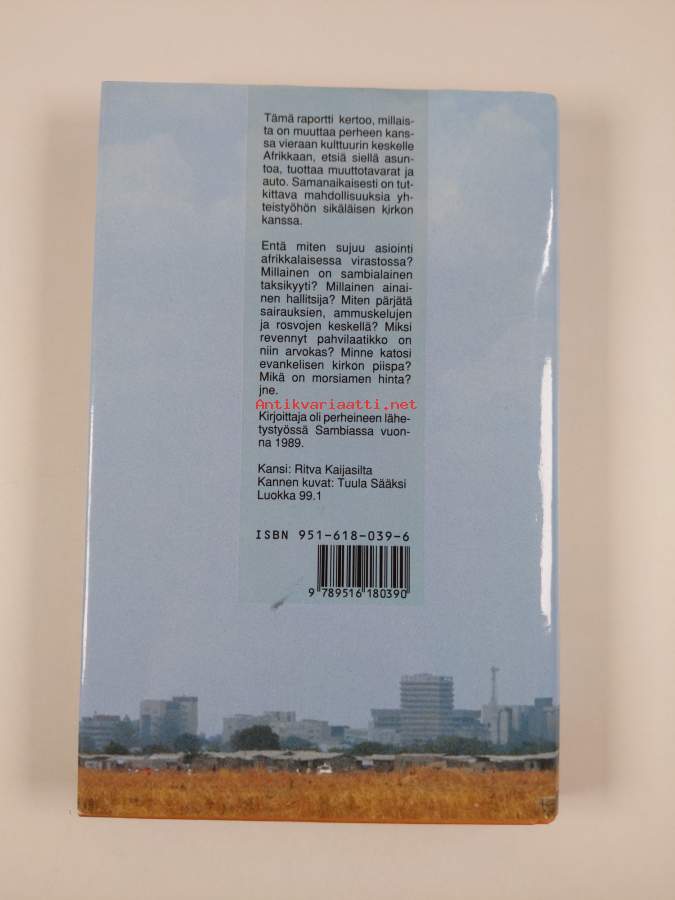 Tämä raportti kertoo, millais-
ta on muuttaa perheen kans-
sa vieraan kulttuurin keskelle
Afrikkaan, etsiä siellä asun-
toa, tuottaa muuttotavarat ja
auto. Samanaikaisesti on tut-
kittava mahdollisuuksia yh-
teistyöhön sikäläisen kirkon
kanssa.
Entä miten sujuu asiointi
afrikkalaisessa virastossa?
Millainen on sambialainen
taksikyyti? Millainen ainai-
nen hallitsija? Miten pärjätä
sairauksien, ammuskelujen
ja rosvojen keskellä? Miksi
revennyt pahvilaatikko on
niin arvokas? Minne katosi
evankelisen kirkon piispa?
Mikä on morsiamen hinta?
jne.
Antikvariaatti.net
Kirjoittaja oli perheineen lähe-
tystyössä Sambiassa vuon-
na 1989.
Kansi: Ritva Kaijasilta
Kannen kuvat: Tuula Sääksi
Luokka 99.1
ISBN 951-618-039-6
9 789516 180390